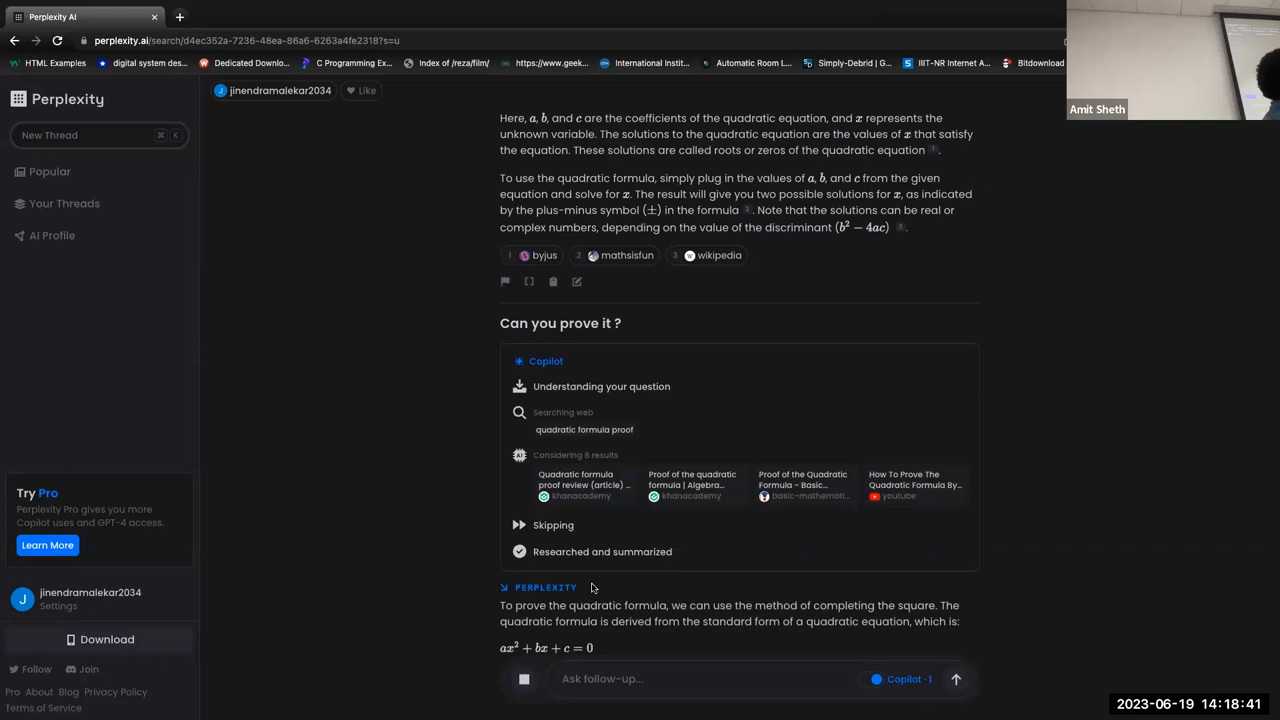 Perplexity AI
perplexity.ai/search/d4ec352a-7236-48ea-86a6-6263a4fe2318?s=u
HTML Examples
digital system des...
Dedicated Downlo...
C Programming Ex...
Index of /reza/film/
https://www.geek...
International Instit...
Automatic Room L...
Simply-Debrid | G...
IIIT-NR Internet A...
Bitdownload
Amit Sheth
Perplexity
jinendramalekar2034
Like
New Thread
⌘ K
Popular
Your Threads
AI Profile
Here, a, b, and c are the coefficients of the quadratic equation, and x represents the
unknown variable. The solutions to the quadratic equation are the values of x that satisfy
the equation. These solutions are called roots or zeros of the quadratic equation 1 .
To use the quadratic formula, simply plug in the values of a, b, and c from the given
equation and solve for x. The result will give you two possible solutions for x, as indicated
by the plus-minus symbol (±) in the formula 2 . Note that the solutions can be real or
complex numbers, depending on the value of the discriminant (b² − 4ac) 3 .
1 byjus
2 mathsisfun
3 wikipedia
Can you prove it ?
Copilot
Understanding your question
Searching web
quadratic formula proof
Considering 8 results
Quadratic formula
proof review (article) ...
khanacademy
Proof of the quadratic
formula | Algebra...
khanacademy
Proof of the Quadratic
Formula - Basic...
basic-mathemati...
How To Prove The
Quadratic Formula By...
youtube
Skipping
Researched and summarized
PERPLEXITY
To prove the quadratic formula, we can use the method of completing the square. The
quadratic formula is derived from the standard form of a quadratic equation, which is:
ax² + bx + c = 0
Ask follow-up...
Copilot · 1
Try Pro
Perplexity Pro gives you more
Copilot uses and GPT-4 access.
Learn More
J
jinendramalekar2034
Settings
Download
Follow
Join
Pro About Blog Privacy Policy
Terms of Service
2023-06-19 14:18:41